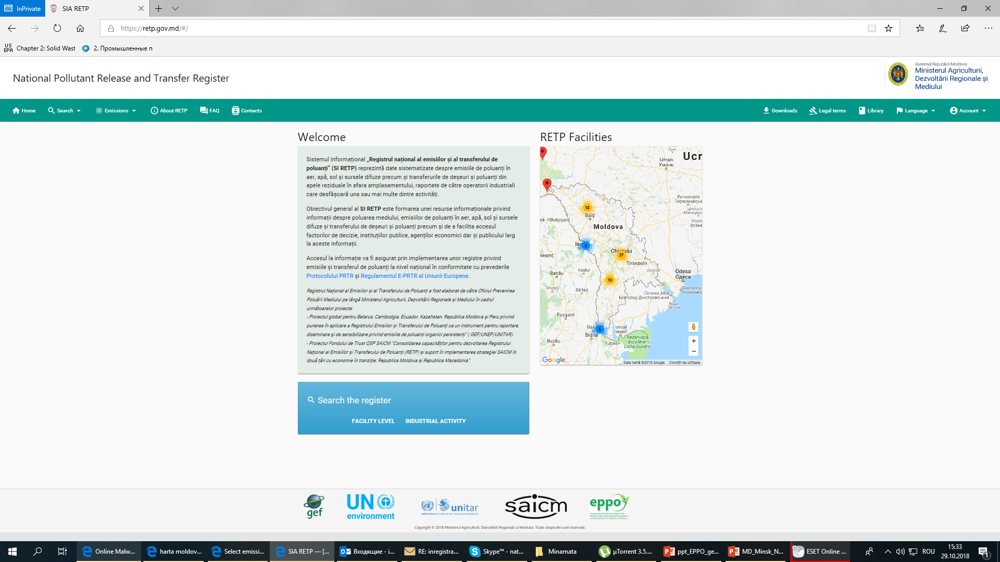 InPrivate
SIA RETP
https://retp.gov.md/#/
US EPA Chapter 2: Solid Wast
2. Промышленные п
National Pollutant Release and Transfer Register
Guvernul Republicii Moldova
Ministerul Agriculturii,
Dezvoltării Regionale și
Mediului
Home Search Emissions About RETP FAQ Contacts Downloads Legal terms Library Language Account
Welcome
Sistemul Informațional „Registrul național al emisiilor și al transferului de
poluanți” (SI RETP) reprezintă date sistematizate despre emisiile de poluanți în
aer, apă, sol și sursele difuze precum și transferurile de deșeuri și poluanți din
apele reziduale în afara amplasamentului, raportate de către operatorii industriali
care desfășoară una sau mai multe dintre activități.
Obiectivul general al SI RETP este formarea unei resurse informaționale privind
informații despre poluarea mediului, emisiilor de poluanți în aer, apă, sol și sursele
difuze și transferului de deșeuri și poluanți precum și de a facilita accesul
factorilor de decizie, instituțiilor publice, agenților economici dar și publicului larg
la aceste informații.
Accesul la informație va fi asigurat prin implementarea unor registre privind
emisiile și transferul de poluanți la nivel național în conformitate cu prevederile
Protocolului PRTR și Regulamentul E-PRTR al Uniunii Europene.
Registrul Național al Emisiilor și al Transferului de Poluanți a fost elaborat de către Oficiul Prevenirea
Poluării Mediului pe lângă Ministerul Agriculturii, Dezvoltării Regionale și Mediului în cadrul
următoarelor proiecte:
- Proiectul global pentru Belarus, Cambodgia, Ecuador, Kazahstan, Republica Moldova și Peru privind
punerea în aplicare a Registrului Emisiilor și Transferului de Poluanți ca un instrument pentru raportare,
diseminare și de sensibilizare privind emisiile de poluanți organici persistenți” ( GEF/UNEP/UNITAR).
- Proiectul Fondului de Trust QSP SAICM “Consolidarea capacităților pentru dezvoltarea Registrului
Național al Emisiilor și Transferului de Poluanți (RETP) și suport în implementarea strategiei SAICM în
două țări cu economie în tranziție: Republica Moldova și Republica Macedonia”.
Search the register
FACILITY LEVEL INDUSTRIAL ACTIVITY
RETP Facilities
Ucr
Uman
Умань
Pervomaisk
Первомайськ
18
Bălți
Botoșani
Moldova
Iaș
2
Chișinău
37
Neamț
Tiraspol
Bacău
Vaslui
Odesa
Одеса
10
Onești
Bârlad
Cetatea Albă
Білгород-Дністровський
Ciornomor
Чорномор
Bugaz
Затока
Focșani
Gala
5
Ismail
Ізмаїл
Brăila
Rezervația
Biosferei
Delta Dunării
Buzău
Tulcea
+
−
Google
Date hartă ©2018 Google Condiții de utilizare
gef
UN
environment
unitar
United Nations Institute for Training and Research
saicm
eppo
Copyright © 2018 Ministerul Agriculturii, Dezvoltării Regionale și Mediului. Toate drepturile sunt rezervate.
Online Malw...
harta moldov...
Select emissi...
SIA RETP — [...
Входящие - i...
RE: inregistra...
Skype™ - nat...
Minamata
µTorrent 3.5....
ppt_EPPO_ge...
MD_Minsk_N...
ESET Online ...
ROU
15:33
29.10.2018
1